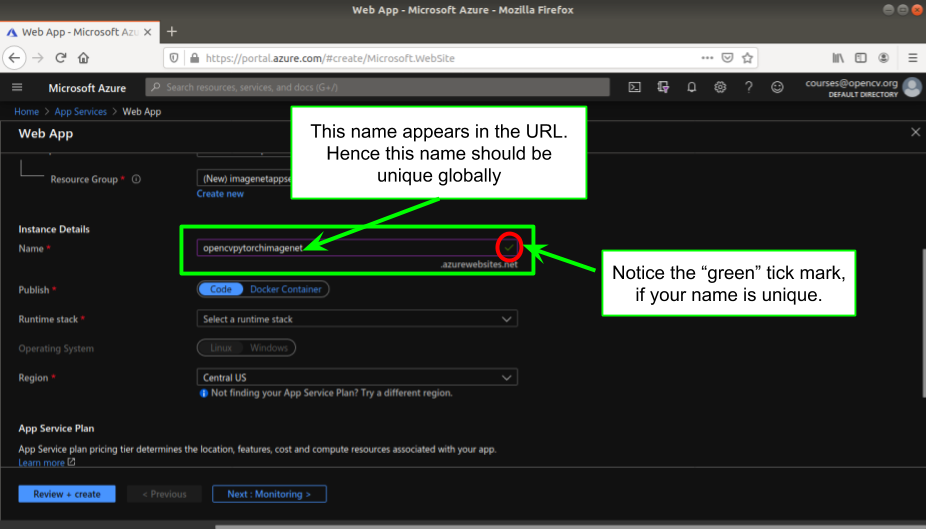 Web App - Microsoft Azure - Mozilla Firefox
Web App - Microsoft Azu
https://portal.azure.com/#create/Microsoft.WebSite
Microsoft Azure
Search resources, services, and docs (G+/)
courses@opencv.org
DEFAULT DIRECTORY
Home > App Services > Web App
Web App
This name appears in the URL.
Hence this name should be
unique globally
Resource Group *
(New) imagenetappse
Create new
Instance Details
Name *
opencvpytorchimagenet
.azurewebsites.net
Notice the “green” tick mark,
if your name is unique.
Publish *
Code Docker Container
Runtime stack *
Select a runtime stack
Operating System
Linux Windows
Region *
Central US
Not finding your App Service Plan? Try a different region.
App Service Plan
App Service plan pricing tier determines the location, features, cost and compute resources associated with your app.
Learn more
Review + create
< Previous
Next : Monitoring >